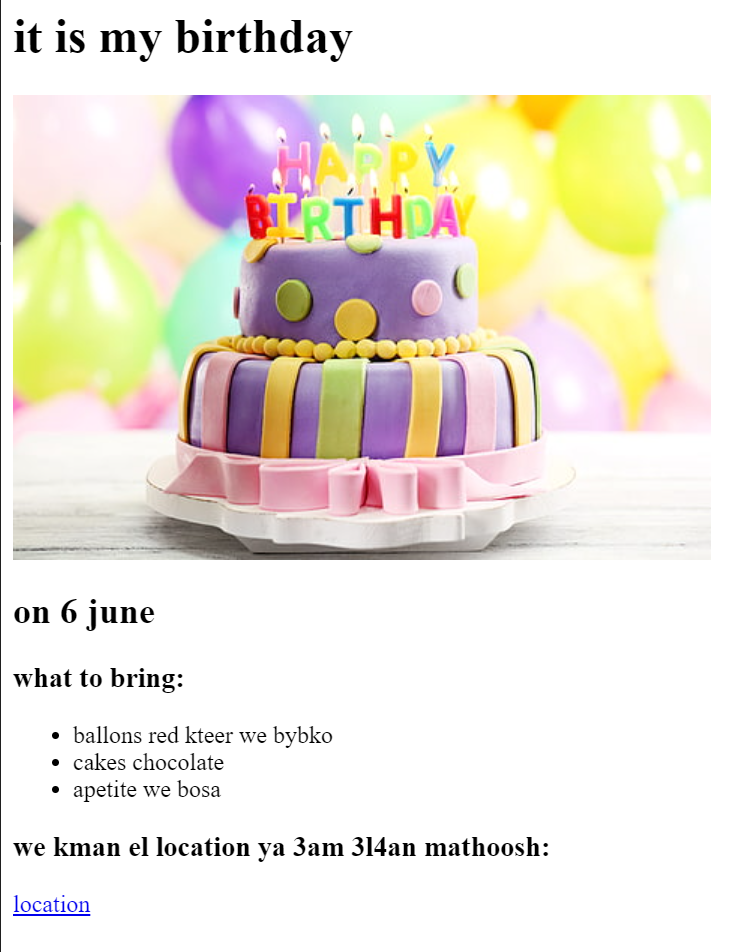 it is my birthday
HAPPY
BIRTHDAY
on 6 june
what to bring:
ballons red kteer we bybko
cakes chocolate
apetite we bosa
we kman el location ya 3am 3l4an mathoosh:
location